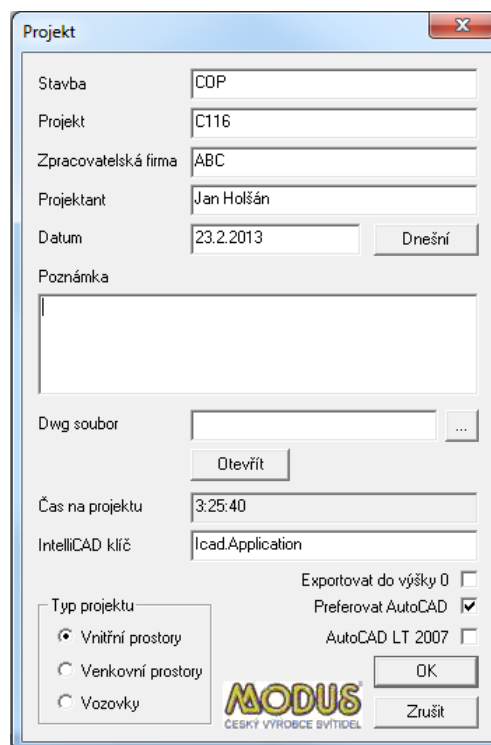 Projekt
Stavba COP
Projekt C116
Zpracovatelská firma ABC
Projektant Jan Holšán
Datum 23.2.2013 Dnešní
Poznámka
Dwg soubor ...
Otevřít
Čas na projektu 3:25:40
IntelliCAD klíč Icad.Application
Exportovat do výšky 0
Typ projektu Preferovat AutoCAD
Vnitřní prostory AutoCAD LT 2007
Venkovní prostory OK
Vozovky MODUS Zrušit
ČESKÝ VÝROBCE SVÍTIDEL